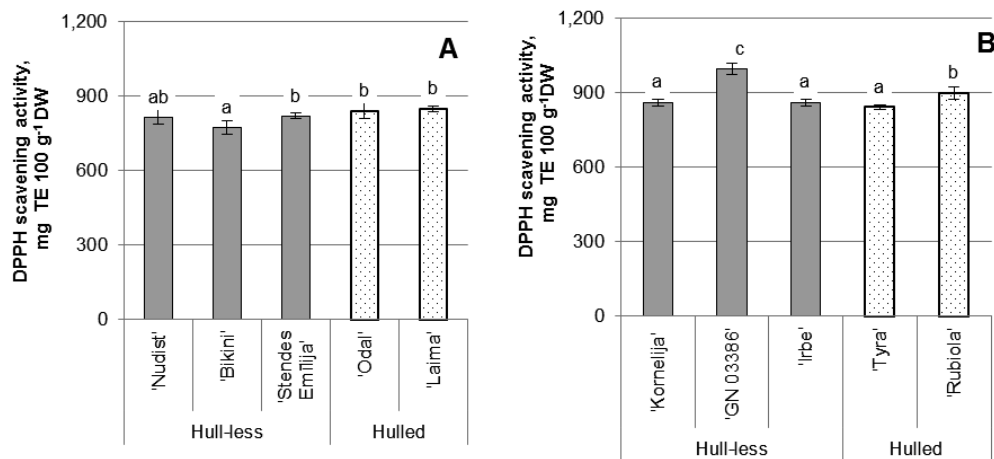 A
DPPH scavening activity,
mg TE 100 g⁻¹ DW
1,200
900
600
300
0
ab
a
b
b
b
'Nudist'
'Bikini'
'Stendes
Emīlija'
'Odal'
'Laima'
Hull-less
Hulled
B
DPPH scavening activity,
mg TE 100 g⁻¹DW
1,200
900
600
300
0
a
c
a
a
b
'Kornelija'
'GN 03386'
'Irbe'
'Tyra'
'Rubiola'
Hull-less
Hulled